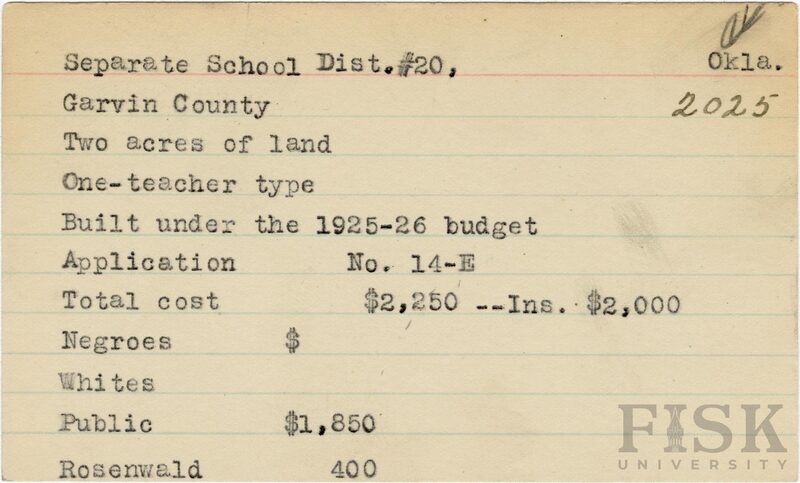 Separate School Dist.#20, Okla.
Garvin County 2025
Two acres of land
One-teacher type
Built under the 1925-26 budget
Application No. 14-E
Total cost $2,250 --Ins. $2,000
Negroes $
Whites
Public $1,850
Rosenwald 400
FISK
UNIVERSITY